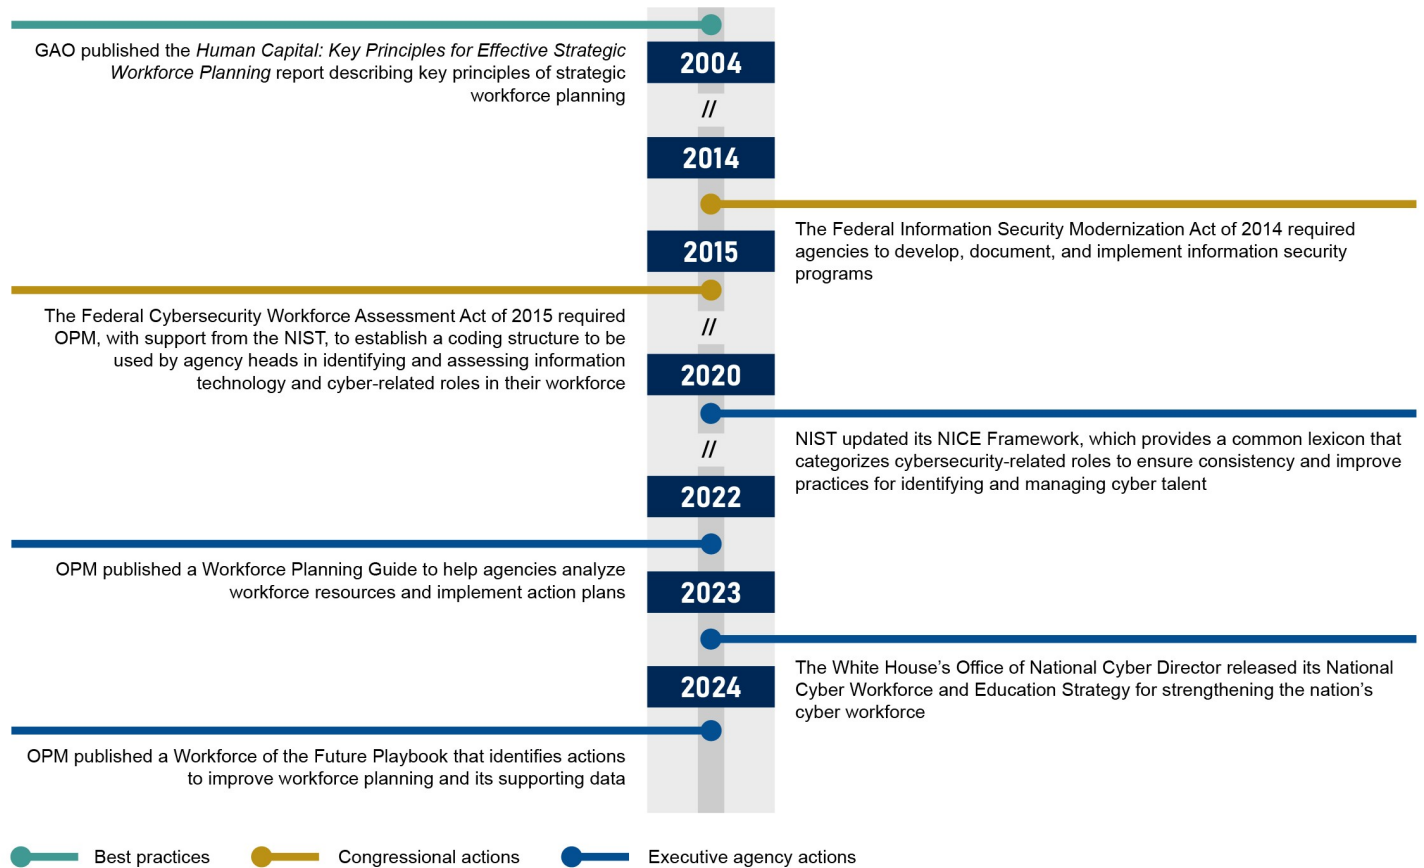 GAO published the Human Capital: Key Principles for Effective Strategic
Workforce Planning report describing key principles of strategic
workforce planning
2004
//
2014
The Federal Information Security Modernization Act of 2014 required
agencies to develop, document, and implement information security
programs
2015
The Federal Cybersecurity Workforce Assessment Act of 2015 required
OPM, with support from the NIST, to establish a coding structure to be
used by agency heads in identifying and assessing information
technology and cyber-related roles in their workforce
//
2020
NIST updated its NICE Framework, which provides a common lexicon that
categorizes cybersecurity-related roles to ensure consistency and improve
practices for identifying and managing cyber talent
//
2022
OPM published a Workforce Planning Guide to help agencies analyze
workforce resources and implement action plans
2023
The White House’s Office of National Cyber Director released its National
Cyber Workforce and Education Strategy for strengthening the nation’s
cyber workforce
2024
OPM published a Workforce of the Future Playbook that identifies actions
to improve workforce planning and its supporting data
Best practices
Congressional actions
Executive agency actions